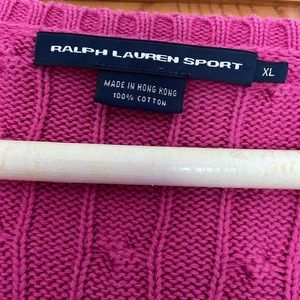 RALPH LAUREN SPORT
XL
MADE IN HONG KONG
100% COTTON